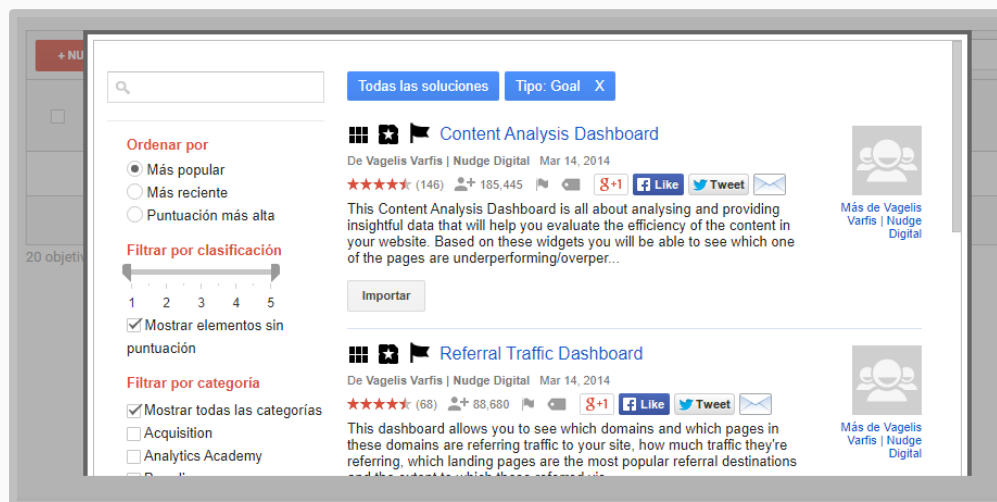 + NU
Todas las soluciones
Tipo: Goal X
Ordenar por
Más popular
Más reciente
Puntuación más alta
Filtrar por clasificación
1 2 3 4 5
Mostrar elementos sin
puntuación
Filtrar por categoría
Mostrar todas las categorías
Acquisition
Analytics Academy
20 objetiv
Content Analysis Dashboard
De Vagelis Varfis | Nudge Digital Mar 14, 2014
(146) 185,445 g+1 Like Tweet
This Content Analysis Dashboard is all about analysing and providing
insightful data that will help you evaluate the efficiency of the content in
your website. Based on these widgets you will be able to see which one
of the pages are underperforming/overper...
Importar
Más de Vagelis
Varfis | Nudge
Digital
Referral Traffic Dashboard
De Vagelis Varfis | Nudge Digital Mar 14, 2014
(68) 88,680 g+1 Like Tweet
This dashboard allows you to see which domains and which pages in
these domains are referring traffic to your site, how much traffic they're
referring, which landing pages are the most popular referral destinations
Más de Vagelis
Varfis | Nudge
Digital